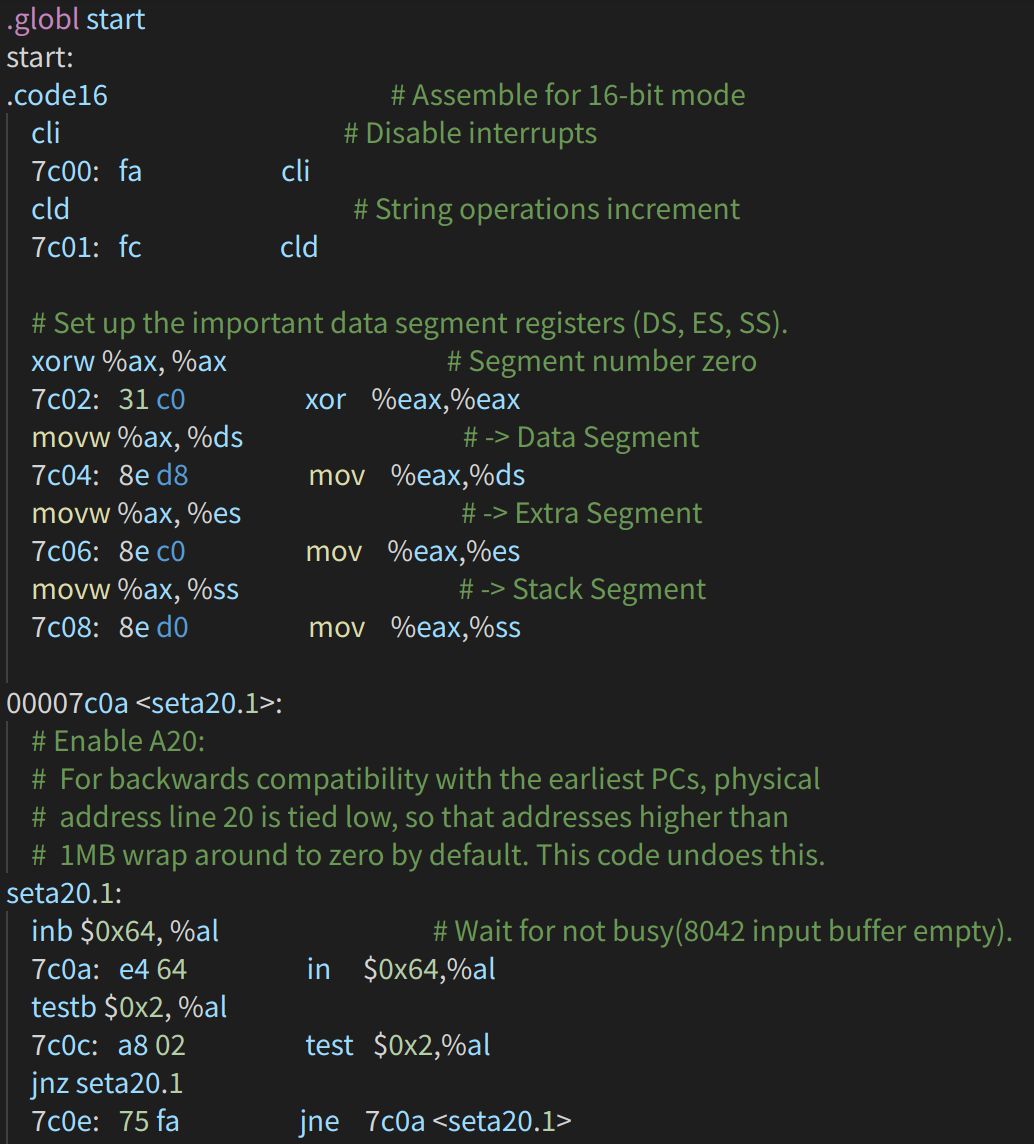 .globl start
start:
.code16 # Assemble for 16-bit mode
cli # Disable interrupts
7c00: fa cli
cld # String operations increment
7c01: fc cld
# Set up the important data segment registers (DS, ES, SS).
xorw %ax, %ax # Segment number zero
7c02: 31 c0 xor %eax,%eax
movw %ax, %ds # -> Data Segment
7c04: 8e d8 mov %eax,%ds
movw %ax, %es # -> Extra Segment
7c06: 8e c0 mov %eax,%es
movw %ax, %ss # -> Stack Segment
7c08: 8e d0 mov %eax,%ss
00007c0a <seta20.1>:
# Enable A20:
# For backwards compatibility with the earliest PCs, physical
# address line 20 is tied low, so that addresses higher than
# 1MB wrap around to zero by default. This code undoes this.
seta20.1:
inb $0x64, %al # Wait for not busy(8042 input buffer empty).
7c0a: e4 64 in $0x64,%al
testb $0x2, %al
7c0c: a8 02 test $0x2,%al
jnz seta20.1
7c0e: 75 fa jne 7c0a <seta20.1>